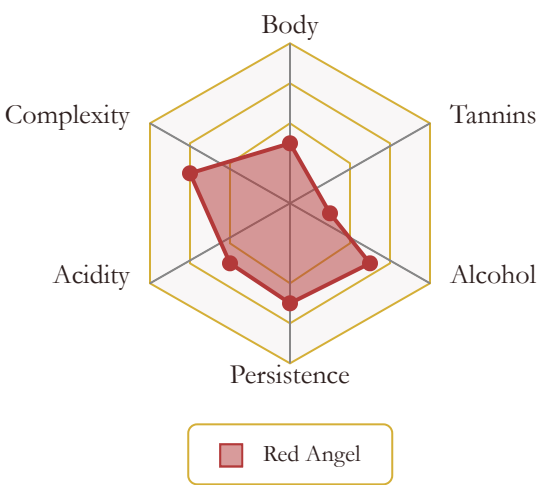 Body
Complexity
Tannins
Acidity
Alcohol
Persistence
Red Angel